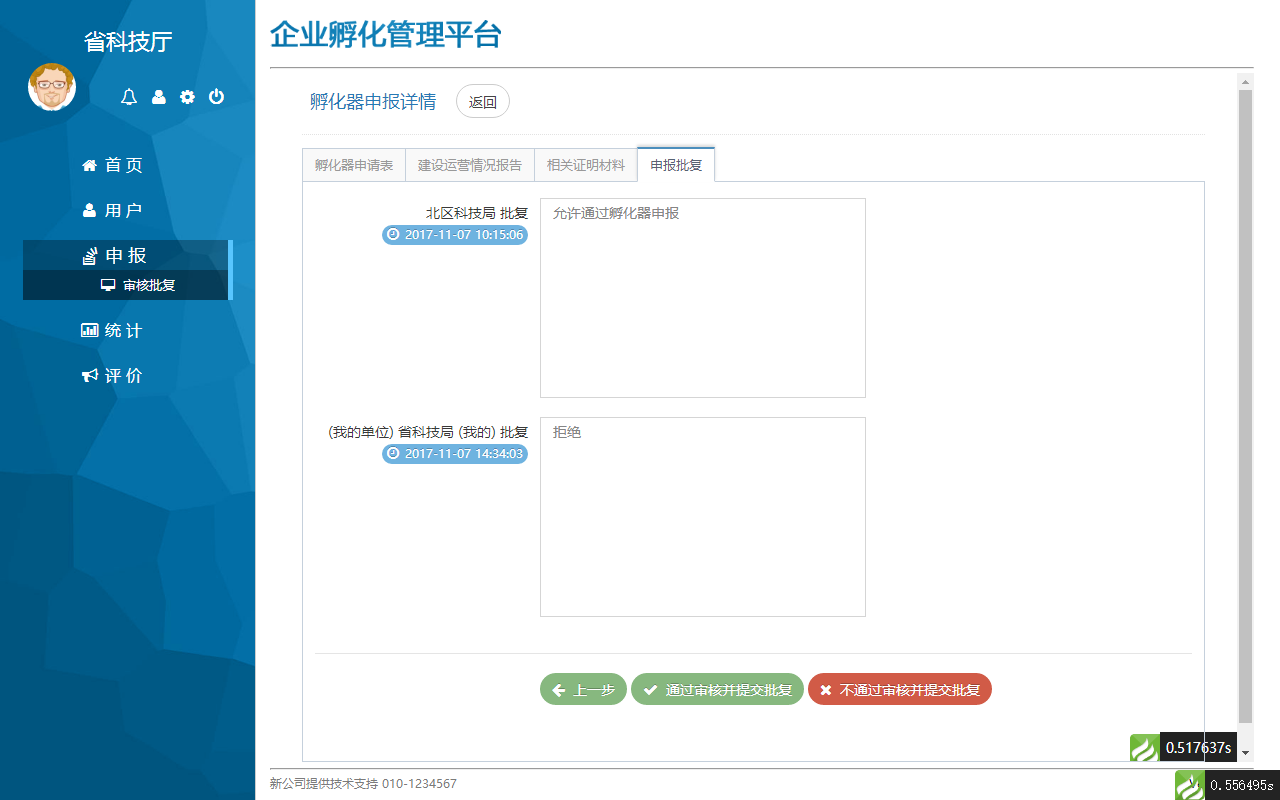 省科技厅
企业孵化管理平台
首 页
用 户
申 报
审核批复
统 计
评 价
孵化器申报详情
返回
孵化器申请表
建设运营情况报告
相关证明材料
申报批复
北区科技局 批复
2017-11-07 10:15:06
允许通过孵化器申报
(我的单位) 省科技局 (我的) 批复
2017-11-07 14:34:03
拒绝
上一步
通过审核并提交批复
不通过审核并提交批复
0.517637s
新公司提供技术支持 010-1234567
0.556495s